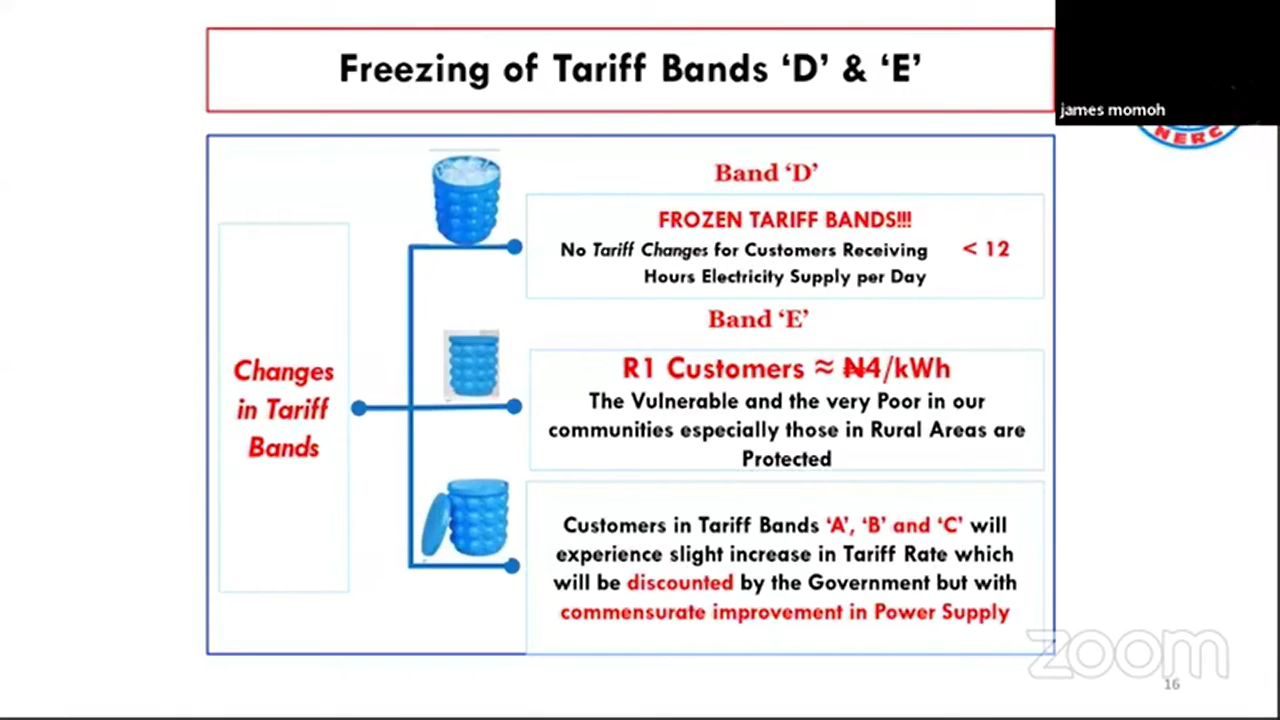 Freezing of Tariff Bands ‘D’ & ‘E’
james momoh
NERC
Band ‘D’
FROZEN TARIFF BANDS!!!
No Tariff Changes for Customers Receiving < 12
Hours Electricity Supply per Day
Band ‘E’
R1 Customers ≈ ₦4/kWh
The Vulnerable and the very Poor in our
communities especially those in Rural Areas are
Protected
Changes
in Tariff
Bands
Customers in Tariff Bands ‘A’, ‘B’ and ‘C’ will
experience slight increase in Tariff Rate which
will be discounted by the Government but with
commensurate improvement in Power Supply
zoom
16